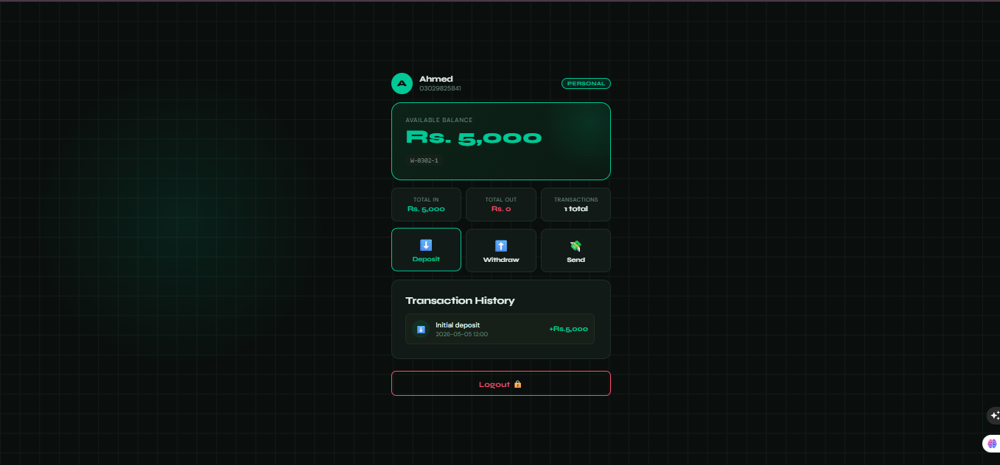 A
Ahmed
03029825841
PERSONAL
AVAILABLE BALANCE
Rs. 5,000
W-0302-1
TOTAL IN
Rs. 5,000
TOTAL OUT
Rs. 0
TRANSACTIONS
1 total
Deposit
Withdraw
Send
Transaction History
Initial deposit
2026-05-05 12:00
+Rs.5,000
Logout 🔒